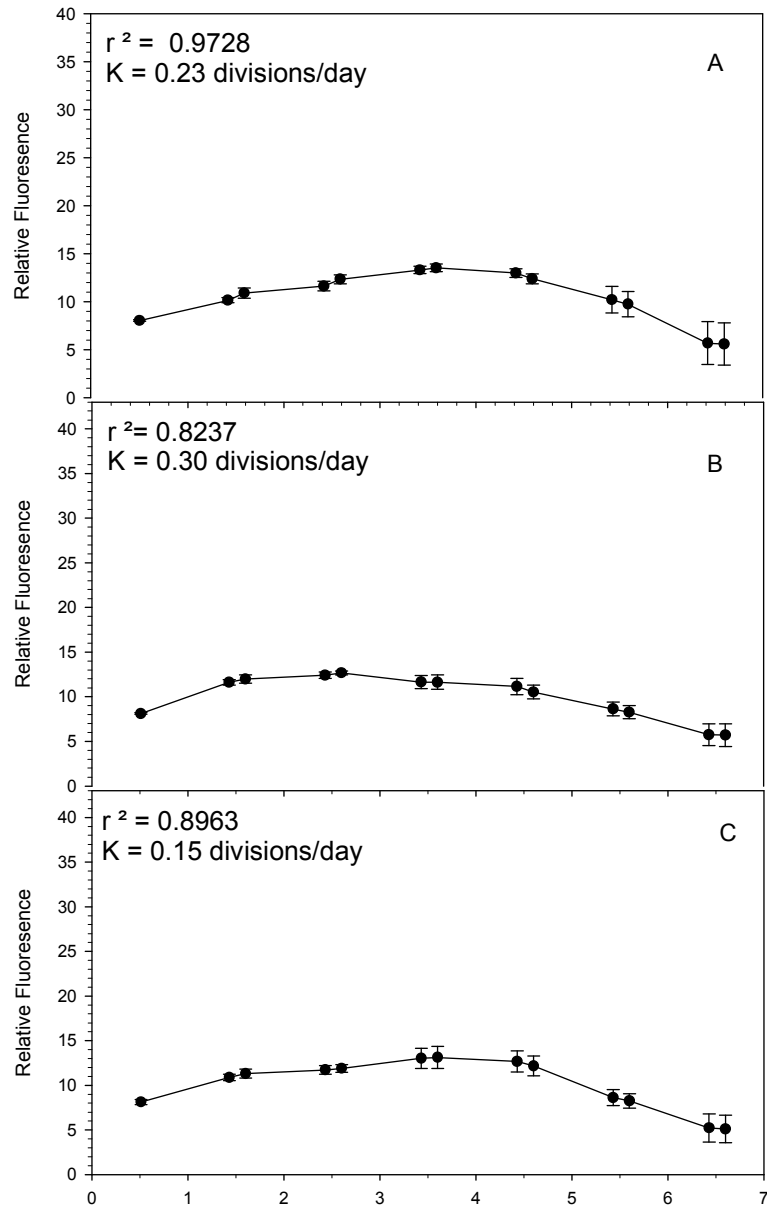 40
35
30
25
20
15
10
5
0
Relative Fluoresence
r ² =  0.9728
K = 0.23 divisions/day
A
40
35
30
25
20
15
10
5
0
Relative Fluoresence
r ²= 0.8237
K = 0.30 divisions/day
B
40
35
30
25
20
15
10
5
0
Relative Fluoresence
r ² = 0.8963
K = 0.15 divisions/day
C
0 1 2 3 4 5 6 7